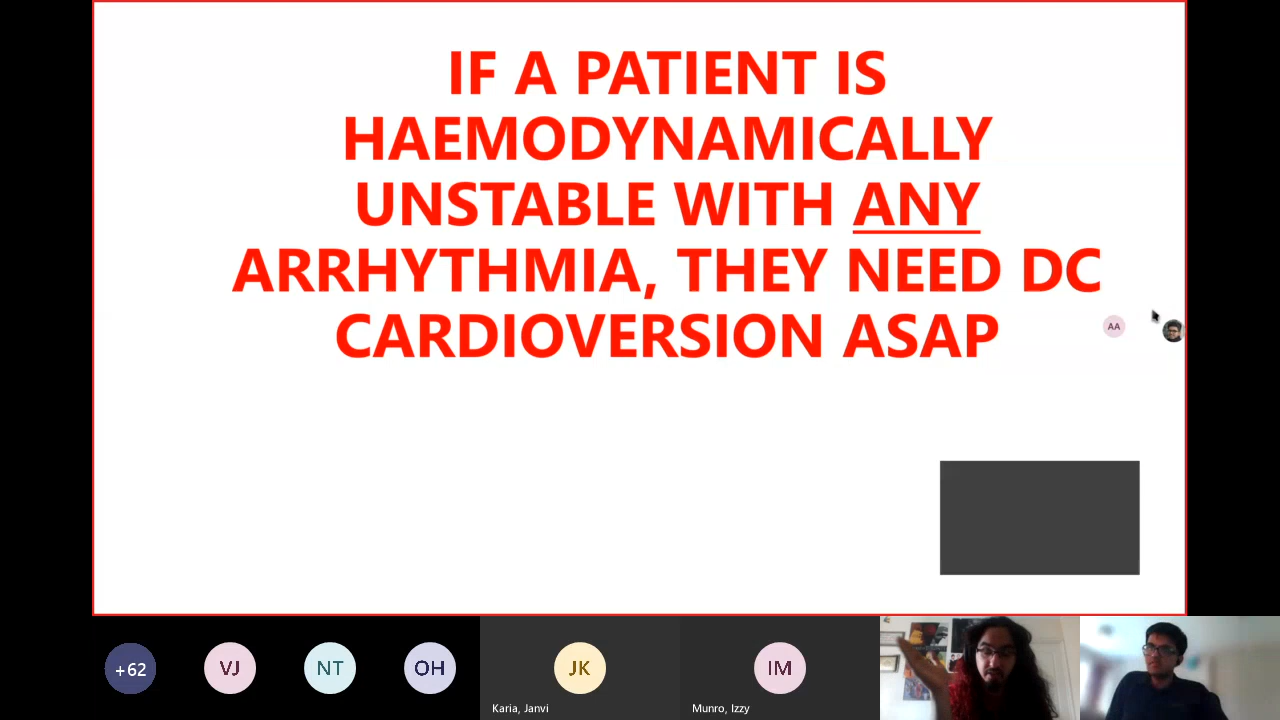 IF A PATIENT IS
HAEMODYNAMICALLY
UNSTABLE WITH ANY
ARRHYTHMIA, THEY NEED DC
CARDIOVERSION ASAP
AA
+62
VJ
NT
OH
JK
IM
Karia, Janvi
Munro, Izzy